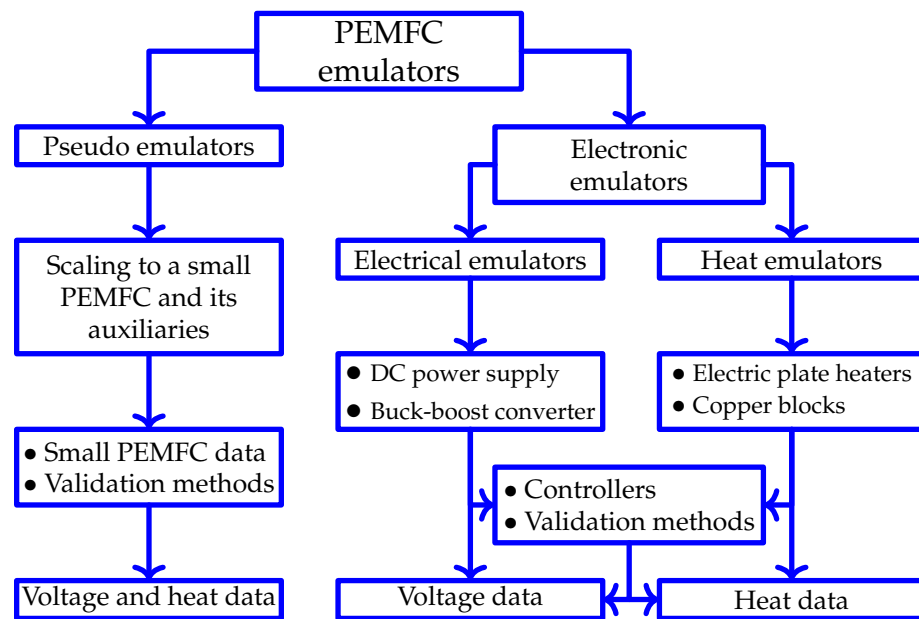 PEMFC
emulators
Pseudo emulators
Electronic
emulators
Scaling to a small
PEMFC and its
auxiliaries
Electrical emulators
Heat emulators
● DC power supply
● Buck-boost converter
● Electric plate heaters
● Copper blocks
● Small PEMFC data
● Validation methods
● Controllers
● Validation methods
Voltage and heat data
Voltage data
Heat data